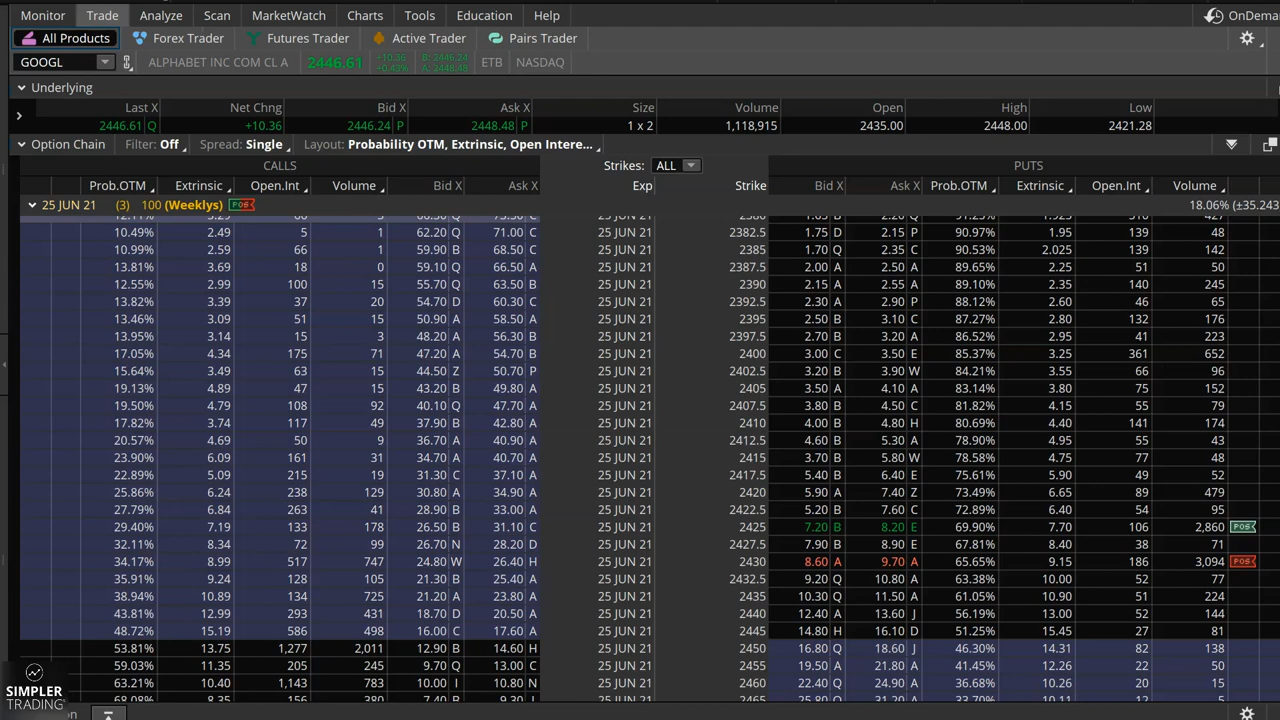 Monitor Trade Analyze Scan MarketWatch Charts Tools Education Help OnDema
All Products Forex Trader Futures Trader Active Trader Pairs Trader
GOOGL ALPHABET INC COM CL A 2446.61 +10.36 +0.43% B: 2446.24 A: 2448.48 ETB NASDAQ
Underlying
Last X Net Chng Bid X Ask X Size Volume Open High Low
2446.61 Q +10.36 2446.24 P 2448.48 P 1 x 2 1,118,915 2435.00 2448.00 2421.28
Option Chain Filter: Off Spread: Single Layout: Probability OTM, Extrinsic, Open Intere...
CALLS Strikes: ALL PUTS
Prob.OTM Extrinsic Open.Int Volume Bid X Ask X Exp Strike Bid X Ask X Prob.OTM Extrinsic Open.Int Volume
25 JUN 21 (3) 100 (Weeklys) POS 18.06% (±35.243
10.49% 2.49 5 1 62.20 Q 71.00 C 25 JUN 21 2382.5 1.75 D 2.15 P 90.97% 1.95 139 48
10.99% 2.59 66 1 59.90 B 68.50 C 25 JUN 21 2385 1.70 Q 2.35 C 90.53% 2.025 139 142
13.81% 3.69 18 0 59.10 Q 66.50 A 25 JUN 21 2387.5 2.00 A 2.50 A 89.65% 2.25 51 50
12.55% 2.99 100 15 55.70 Q 63.50 B 25 JUN 21 2390 2.15 A 2.55 A 89.10% 2.35 140 245
13.82% 3.39 37 20 54.70 D 60.30 C 25 JUN 21 2392.5 2.30 A 2.90 P 88.12% 2.60 46 65
13.46% 3.09 51 15 50.90 A 58.50 A 25 JUN 21 2395 2.50 B 3.10 C 87.27% 2.80 132 176
13.95% 3.14 15 3 48.20 A 56.30 B 25 JUN 21 2397.5 2.70 B 3.20 A 86.52% 2.95 41 223
17.05% 4.34 175 71 47.20 A 54.70 B 25 JUN 21 2400 3.00 C 3.50 E 85.37% 3.25 361 652
15.64% 3.49 63 15 44.50 Z 50.70 P 25 JUN 21 2402.5 3.20 B 3.90 W 84.21% 3.55 66 96
19.13% 4.89 47 15 43.20 B 49.80 A 25 JUN 21 2405 3.50 A 4.10 A 83.14% 3.80 75 152
19.50% 4.79 108 92 40.10 Q 47.70 A 25 JUN 21 2407.5 3.80 B 4.50 C 81.82% 4.15 55 79
17.82% 3.74 117 49 37.90 B 42.80 A 25 JUN 21 2410 4.00 B 4.80 H 80.69% 4.40 141 174
20.57% 4.69 50 9 36.70 A 40.90 A 25 JUN 21 2412.5 4.60 B 5.30 A 78.90% 4.95 55 43
23.90% 6.09 161 31 34.70 A 40.70 A 25 JUN 21 2415 3.70 B 5.80 W 78.58% 4.75 77 48
22.89% 5.09 215 19 31.30 C 37.10 A 25 JUN 21 2417.5 5.40 B 6.40 E 75.61% 5.90 49 52
25.86% 6.24 238 129 30.80 A 34.90 A 25 JUN 21 2420 5.90 A 7.40 Z 73.49% 6.65 89 479
27.79% 6.84 263 41 28.90 B 33.00 A 25 JUN 21 2422.5 5.20 B 7.60 C 72.89% 6.40 54 95
29.40% 7.19 133 178 26.50 B 31.10 C 25 JUN 21 2425 7.20 B 8.20 E 69.90% 7.70 106 2,860 POS
32.11% 8.34 72 99 26.70 N 28.20 D 25 JUN 21 2427.5 7.90 B 8.90 E 67.81% 8.40 38 71
34.17% 8.99 517 747 24.80 W 26.40 H 25 JUN 21 2430 8.60 A 9.70 A 65.65% 9.15 186 3,094 POS
35.91% 9.24 128 105 21.30 B 25.40 A 25 JUN 21 2432.5 9.20 Q 10.80 A 63.38% 10.00 52 77
38.94% 10.89 134 725 21.20 A 23.80 A 25 JUN 21 2435 10.30 Q 11.50 A 61.05% 10.90 51 224
43.81% 12.99 293 431 18.70 D 20.50 A 25 JUN 21 2440 12.40 A 13.60 J 56.19% 13.00 52 144
48.72% 15.19 586 498 16.00 C 17.60 A 25 JUN 21 2445 14.80 H 16.10 D 51.25% 15.45 27 81
53.81% 13.75 1,277 2,011 12.90 B 14.60 H 25 JUN 21 2450 16.80 Q 18.60 J 46.30% 14.31 82 138
59.03% 11.35 205 245 9.70 Q 13.00 C 25 JUN 21 2455 19.50 A 21.80 A 41.45% 12.26 22 50
63.21% 10.40 1,143 783 10.00 I 10.80 N 25 JUN 21 2460 22.40 Q 24.90 A 36.68% 10.26 20 15
SIMPLER
TRADING